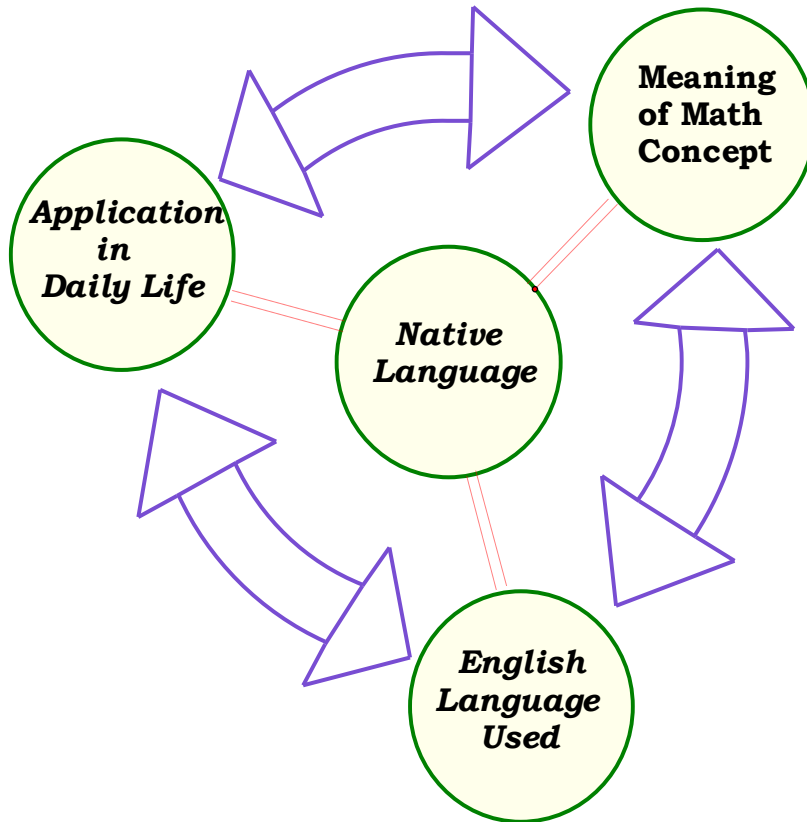 Meaning
of Math
Concept
Application
in
Daily Life
Native
Language
English
Language
Used